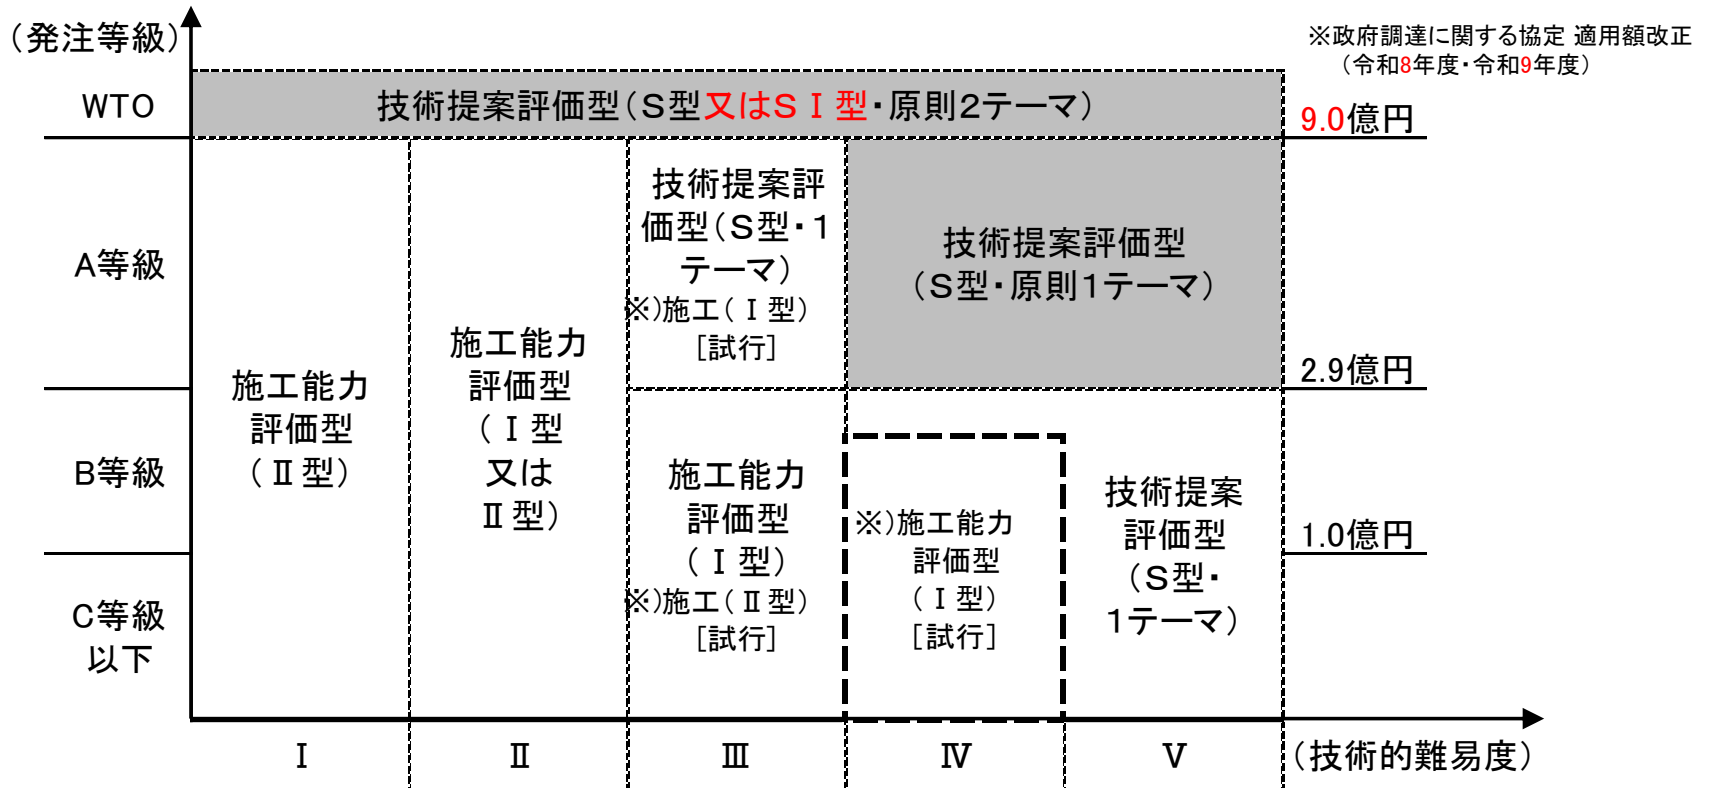 （発注等級）
※政府調達に関する協定 適用額改正
（令和8年度・令和9年度）
WTO
技術提案評価型（Ｓ型又はＳⅠ型・原則２テーマ）
9.0億円
A等級
技術提案評
価型（Ｓ型・１
テーマ）
※）施工（Ⅰ型）
［試行］
技術提案評価型
（Ｓ型・原則１テーマ）
2.9億円
施工能力
評価型
（Ⅱ型）
施工能力
評価型
（Ⅰ型
又は
Ⅱ型）
B等級
施工能力
評価型
（Ⅰ型）
※）施工（Ⅱ型）
［試行］
※）施工能力
評価型
（Ⅰ型）
［試行］
技術提案
評価型
（Ｓ型・
１テーマ）
1.0億円
C等級
以下
Ⅰ
Ⅱ
Ⅲ
Ⅳ
Ⅴ
（技術的難易度）